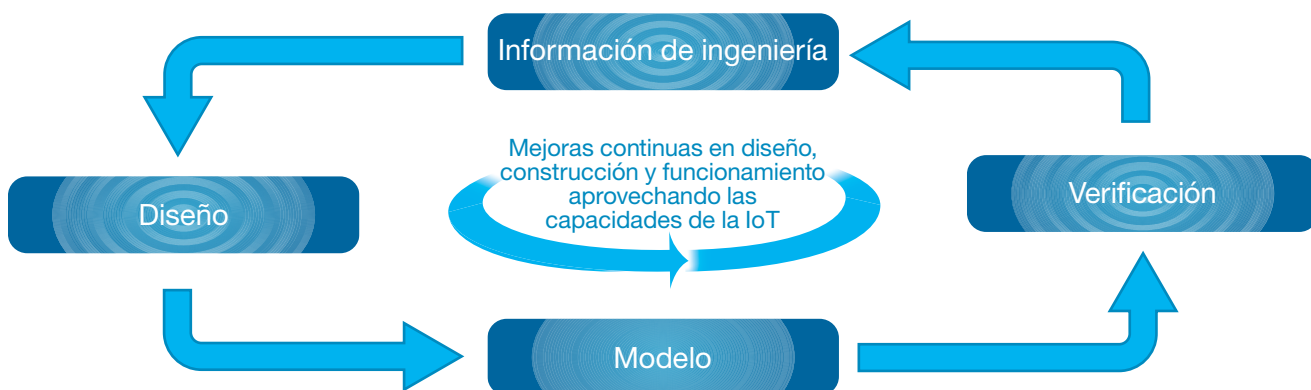 Información de ingeniería
Mejoras continuas en diseño,
construcción y funcionamiento
aprovechando las
capacidades de la IoT
Diseño
Verificación
Modelo